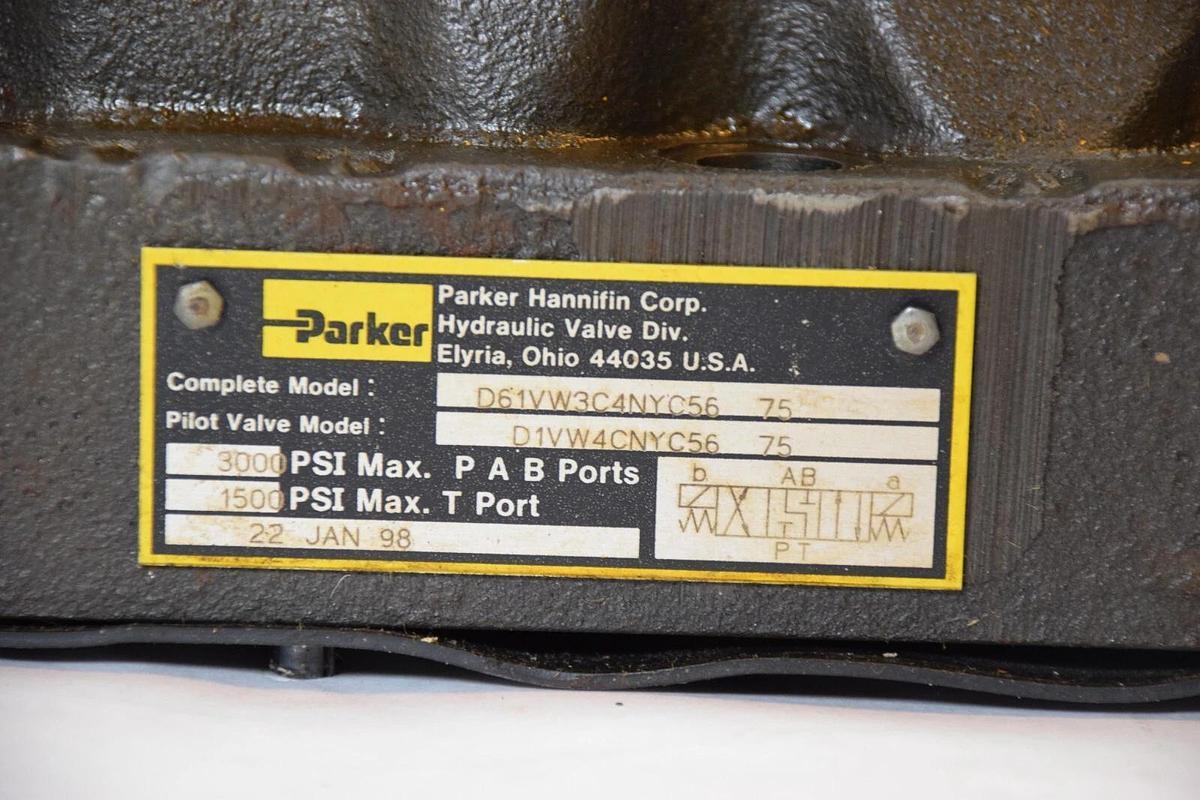 Parker
Parker Hannifin Corp.
Hydraulic Valve Div.
Elyria, Ohio 44035 U.S.A.
Complete Model : D61VW3C4NYC56 75
Pilot Valve Model : D1VW4CNYC56 75
3000 PSI Max. P A B Ports
1500 PSI Max. T Port
22 JAN 98
b AB a
PT